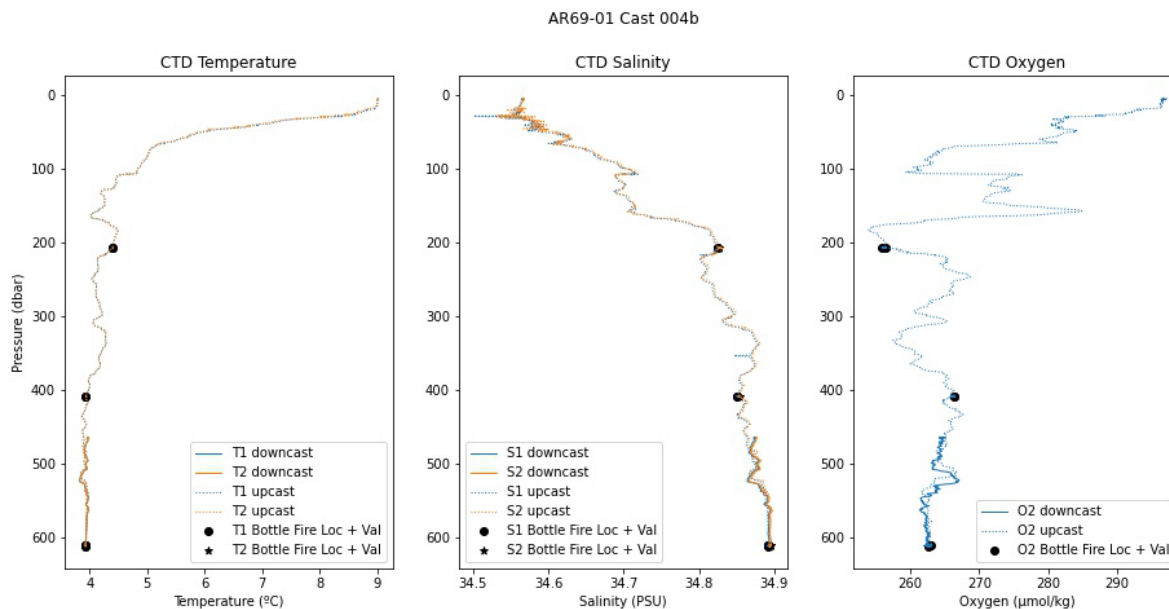 AR69-01 Cast 004b
CTD Temperature
0
100
200
300
400
500
600
Pressure (dbar)
T1 downcast
T2 downcast
T1 upcast
T2 upcast
T1 Bottle Fire Loc + Val
T2 Bottle Fire Loc + Val
4 5 6 7 8 9
Temperature (ºC)
CTD Salinity
0
100
200
300
400
500
600
S1 downcast
S2 downcast
S1 upcast
S2 upcast
S1 Bottle Fire Loc + Val
S2 Bottle Fire Loc + Val
34.5 34.6 34.7 34.8 34.9
Salinity (PSU)
CTD Oxygen
0
100
200
300
400
500
600
O2 downcast
O2 upcast
O2 Bottle Fire Loc + Val
260 270 280 290
Oxygen (μmol/kg)